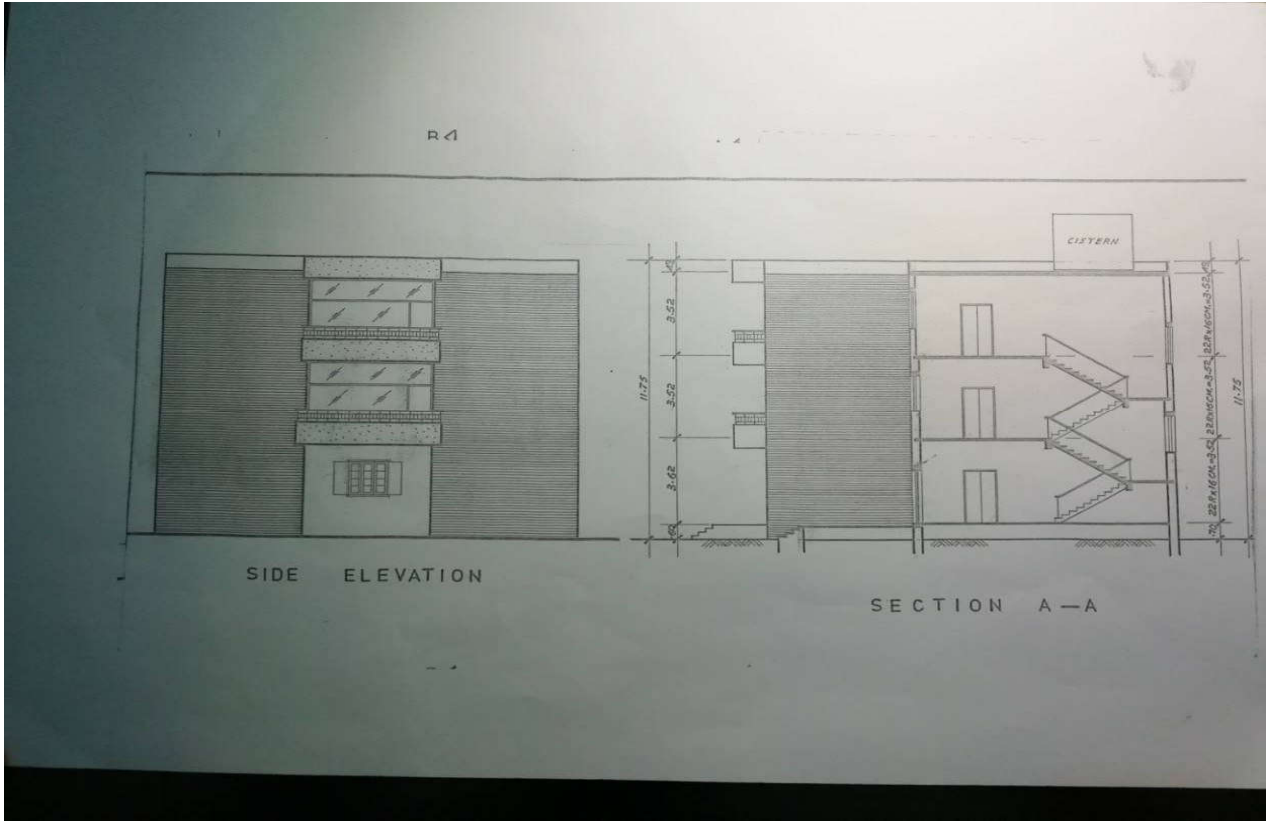 CISTERN
11.75
3.52
3.52
3.62
22R×16CM.=3.52
22R×16CM.=3.52
22R×16CM.=3.52
.70
11.75
SIDE ELEVATION
SECTION A—A